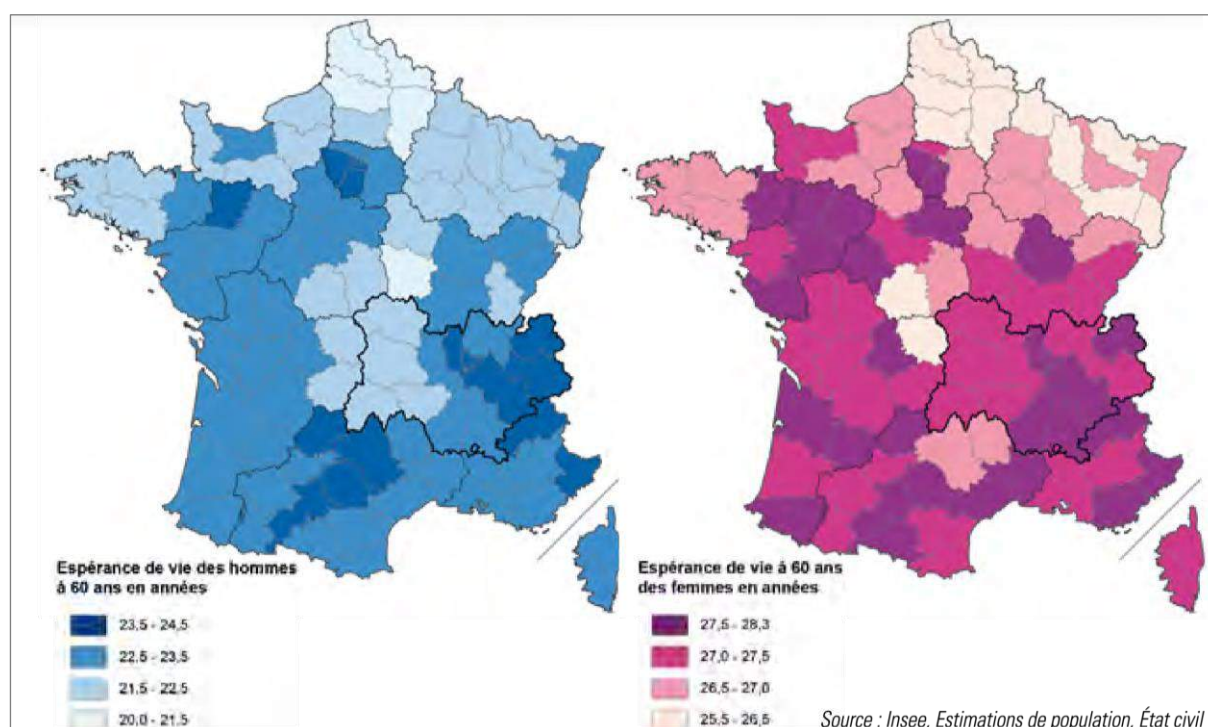 Espérance de vie des hommes
à 60 ans en années
23,5 - 24,5
22,5 - 23,5
21,5 - 22,5
20,0 - 21,5
Espérance de vie à 60 ans
des femmes en années
27,5 - 28,3
27,0 - 27,5
26,5 - 27,0
25,5 - 26,5
Source : Insee, Estimations de population, État civil